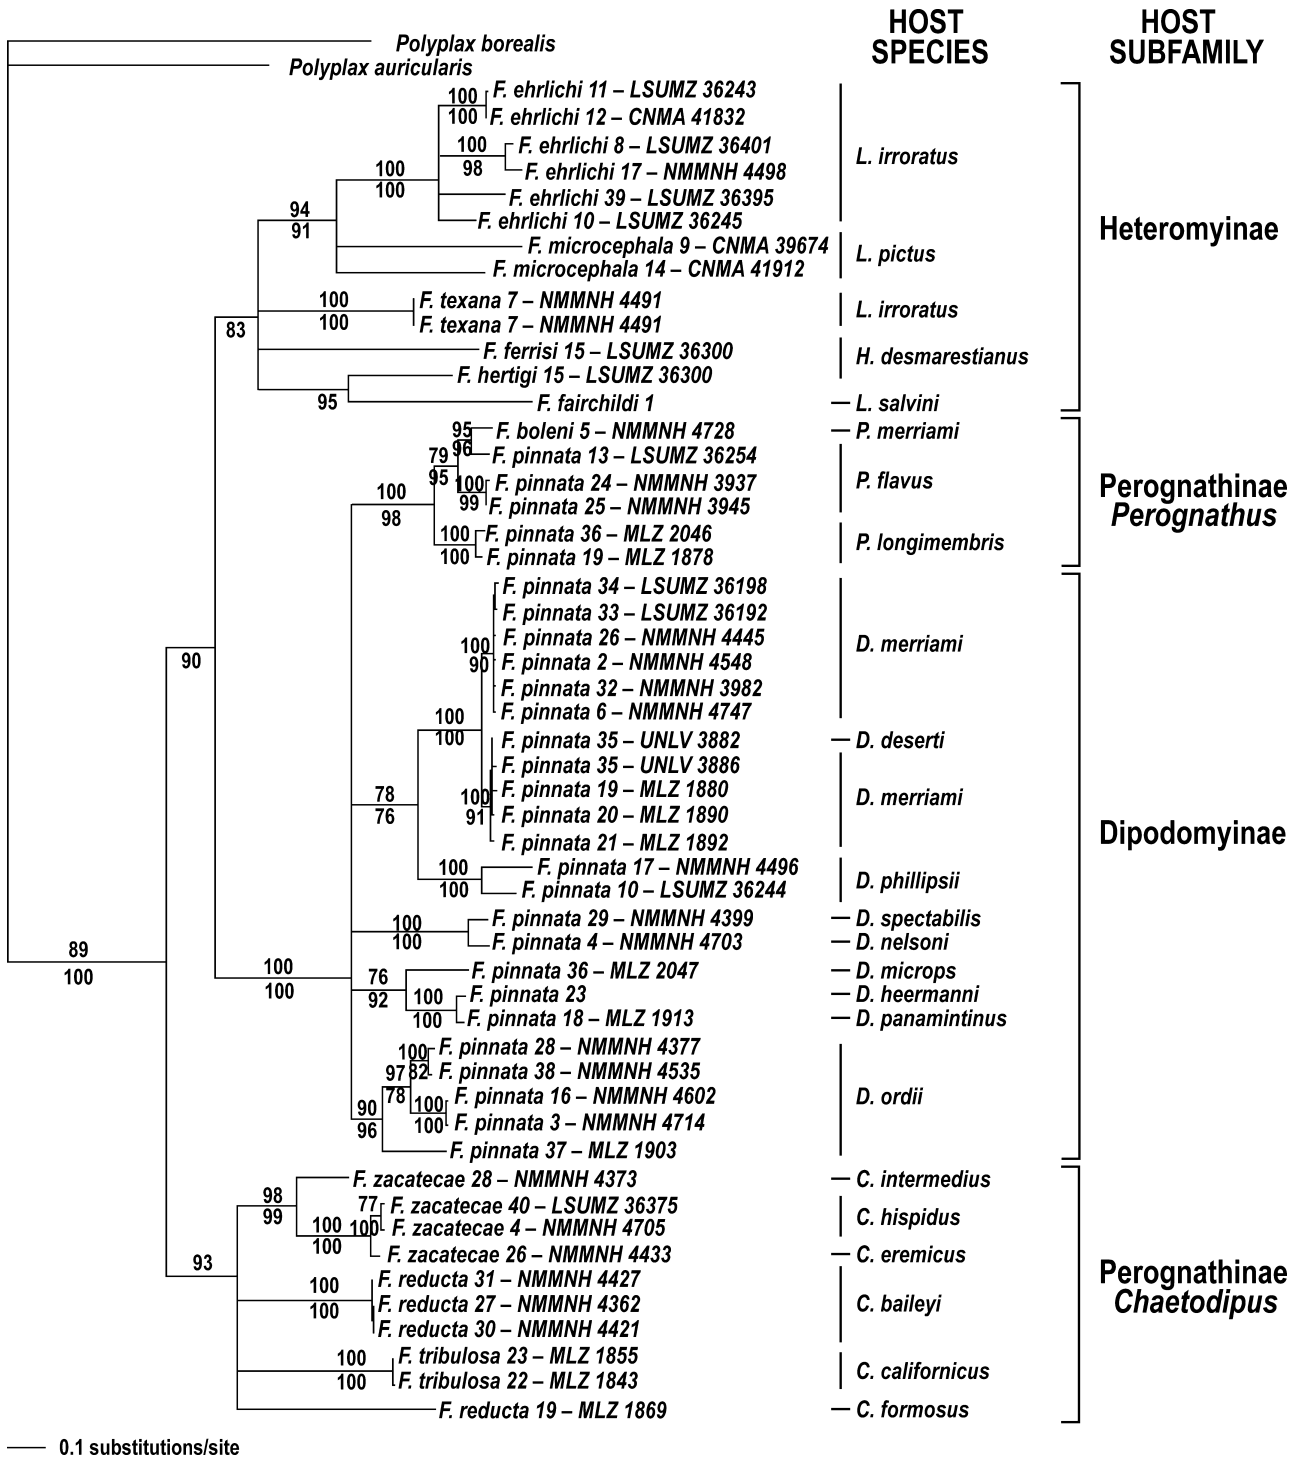 HOST SPECIES
HOST SUBFAMILY
Polyplax borealis
Polyplax auricularis
F. ehrlichi 11 – LSUMZ 36243
100
100
F. ehrlichi 12 – CNMA 41832
F. ehrlichi 8 – LSUMZ 36401
100
98
L. irroratus
F. ehrlichi 17 – NMMNH 4498
100
100
F. ehrlichi 39 – LSUMZ 36395
F. ehrlichi 10 – LSUMZ 36245
94
91
Heteromyinae
F. microcephala 9 – CNMA 39674
L. pictus
F. microcephala 14 – CNMA 41912
F. texana 7 – NMMNH 4491
100
100
L. irroratus
F. texana 7 – NMMNH 4491
83
F. ferrisi 15 – LSUMZ 36300
H. desmarestianus
F. hertigi 15 – LSUMZ 36300
95
F. fairchildi 1
L. salvini
F. boleni 5 – NMMNH 4728
P. merriami
95
96
F. pinnata 13 – LSUMZ 36254
79
95
F. pinnata 24 – NMMNH 3937
P. flavus
100
99
Perognathinae
Perognathus
100
98
F. pinnata 25 – NMMNH 3945
F. pinnata 36 – MLZ 2046
100
100
P. longimembris
F. pinnata 19 – MLZ 1878
F. pinnata 34 – LSUMZ 36198
F. pinnata 33 – LSUMZ 36192
F. pinnata 26 – NMMNH 4445
D. merriami
100
90
F. pinnata 2 – NMMNH 4548
90
F. pinnata 32 – NMMNH 3982
F. pinnata 6 – NMMNH 4747
100
100
F. pinnata 35 – UNLV 3882
D. deserti
F. pinnata 35 – UNLV 3886
F. pinnata 19 – MLZ 1880
D. merriami
100
91
78
76
F. pinnata 20 – MLZ 1890
Dipodomyinae
F. pinnata 21 – MLZ 1892
F. pinnata 17 – NMMNH 4496
100
100
D. phillipsii
F. pinnata 10 – LSUMZ 36244
F. pinnata 29 – NMMNH 4399
D. spectabilis
100
100
F. pinnata 4 – NMMNH 4703
D. nelsoni
89
100
100
100
F. pinnata 36 – MLZ 2047
D. microps
76
92
F. pinnata 23
D. heermanni
100
100
F. pinnata 18 – MLZ 1913
D. panamintinus
F. pinnata 28 – NMMNH 4377
100
82
F. pinnata 38 – NMMNH 4535
97
78
F. pinnata 16 – NMMNH 4602
D. ordii
100
100
F. pinnata 3 – NMMNH 4714
90
96
F. pinnata 37 – MLZ 1903
F. zacatecae 28 – NMMNH 4373
C. intermedius
98
99
F. zacatecae 40 – LSUMZ 36375
77
100
C. hispidus
F. zacatecae 4 – NMMNH 4705
100
100
F. zacatecae 26 – NMMNH 4433
C. eremicus
93
F. reducta 31 – NMMNH 4427
Perognathinae
Chaetodipus
100
100
F. reducta 27 – NMMNH 4362
C. baileyi
F. reducta 30 – NMMNH 4421
F. tribulosa 23 – MLZ 1855
100
100
C. californicus
F. tribulosa 22 – MLZ 1843
F. reducta 19 – MLZ 1869
C. formosus
0.1 substitutions/site